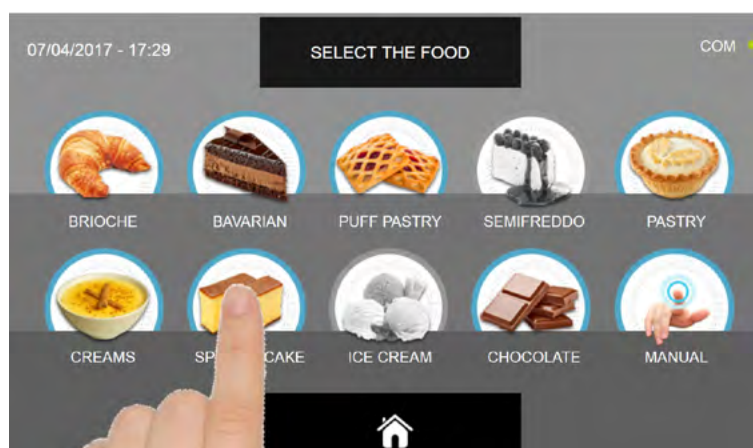 07/04/2017 - 17:29
SELECT THE FOOD
COM
BRIOCHE
BAVARIAN
PUFF PASTRY
SEMIFREDDO
PASTRY
CREAMS
SP CAKE
ICE CREAM
CHOCOLATE
MANUAL